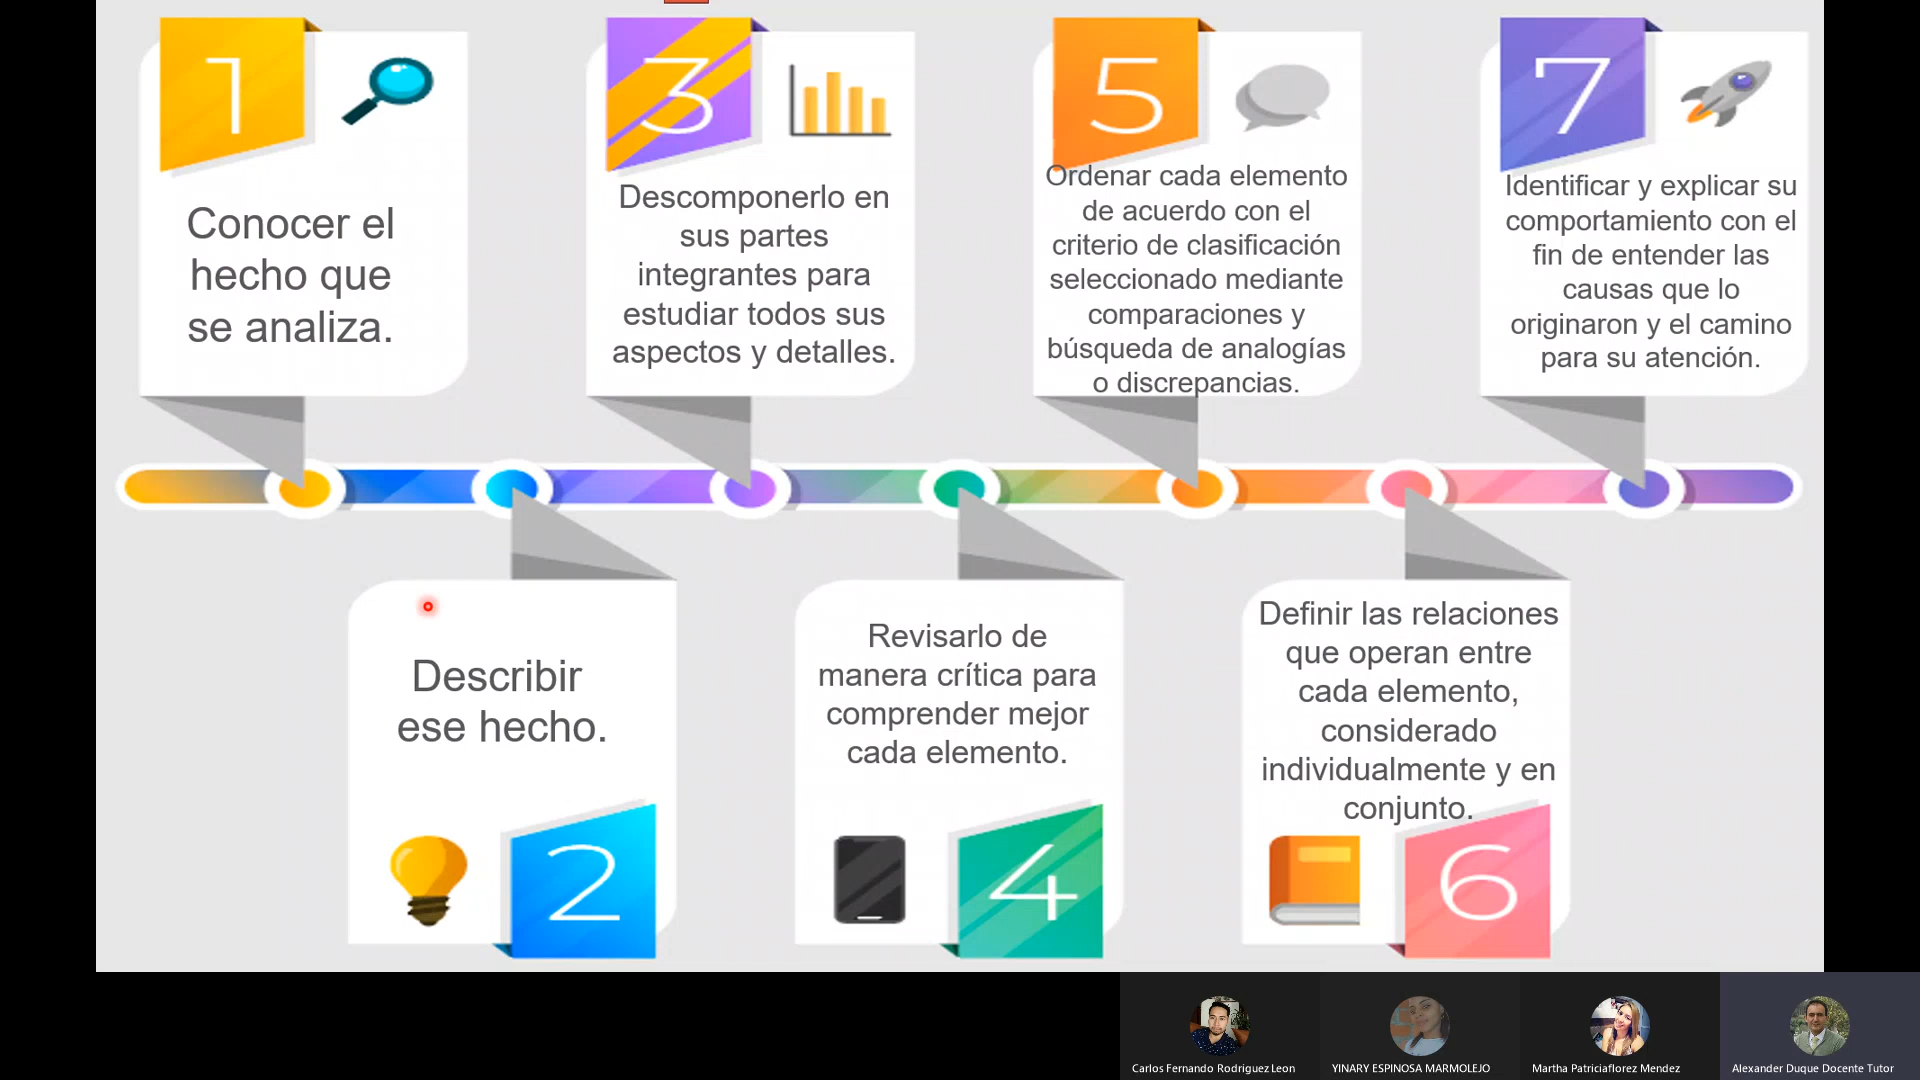 1
Conocer el
hecho que
se analiza.
2
Describir
ese hecho.
3
Descomponerlo en
sus partes
integrantes para
estudiar todos sus
aspectos y detalles.
4
Revisarlo de
manera crítica para
comprender mejor
cada elemento.
5
Ordenar cada elemento
de acuerdo con el
criterio de clasificación
seleccionado mediante
comparaciones y
búsqueda de analogías
o discrepancias.
6
Definir las relaciones
que operan entre
cada elemento,
considerado
individualmente y en
conjunto.
7
Identificar y explicar su
comportamiento con el
fin de entender las
causas que lo
originaron y el camino
para su atención.
Carlos Fernando Rodriguez Leon
YINARY ESPINOSA MARMOLEJO
Martha Patriciaflorez Mendez
Alexander Duque Docente Tutor